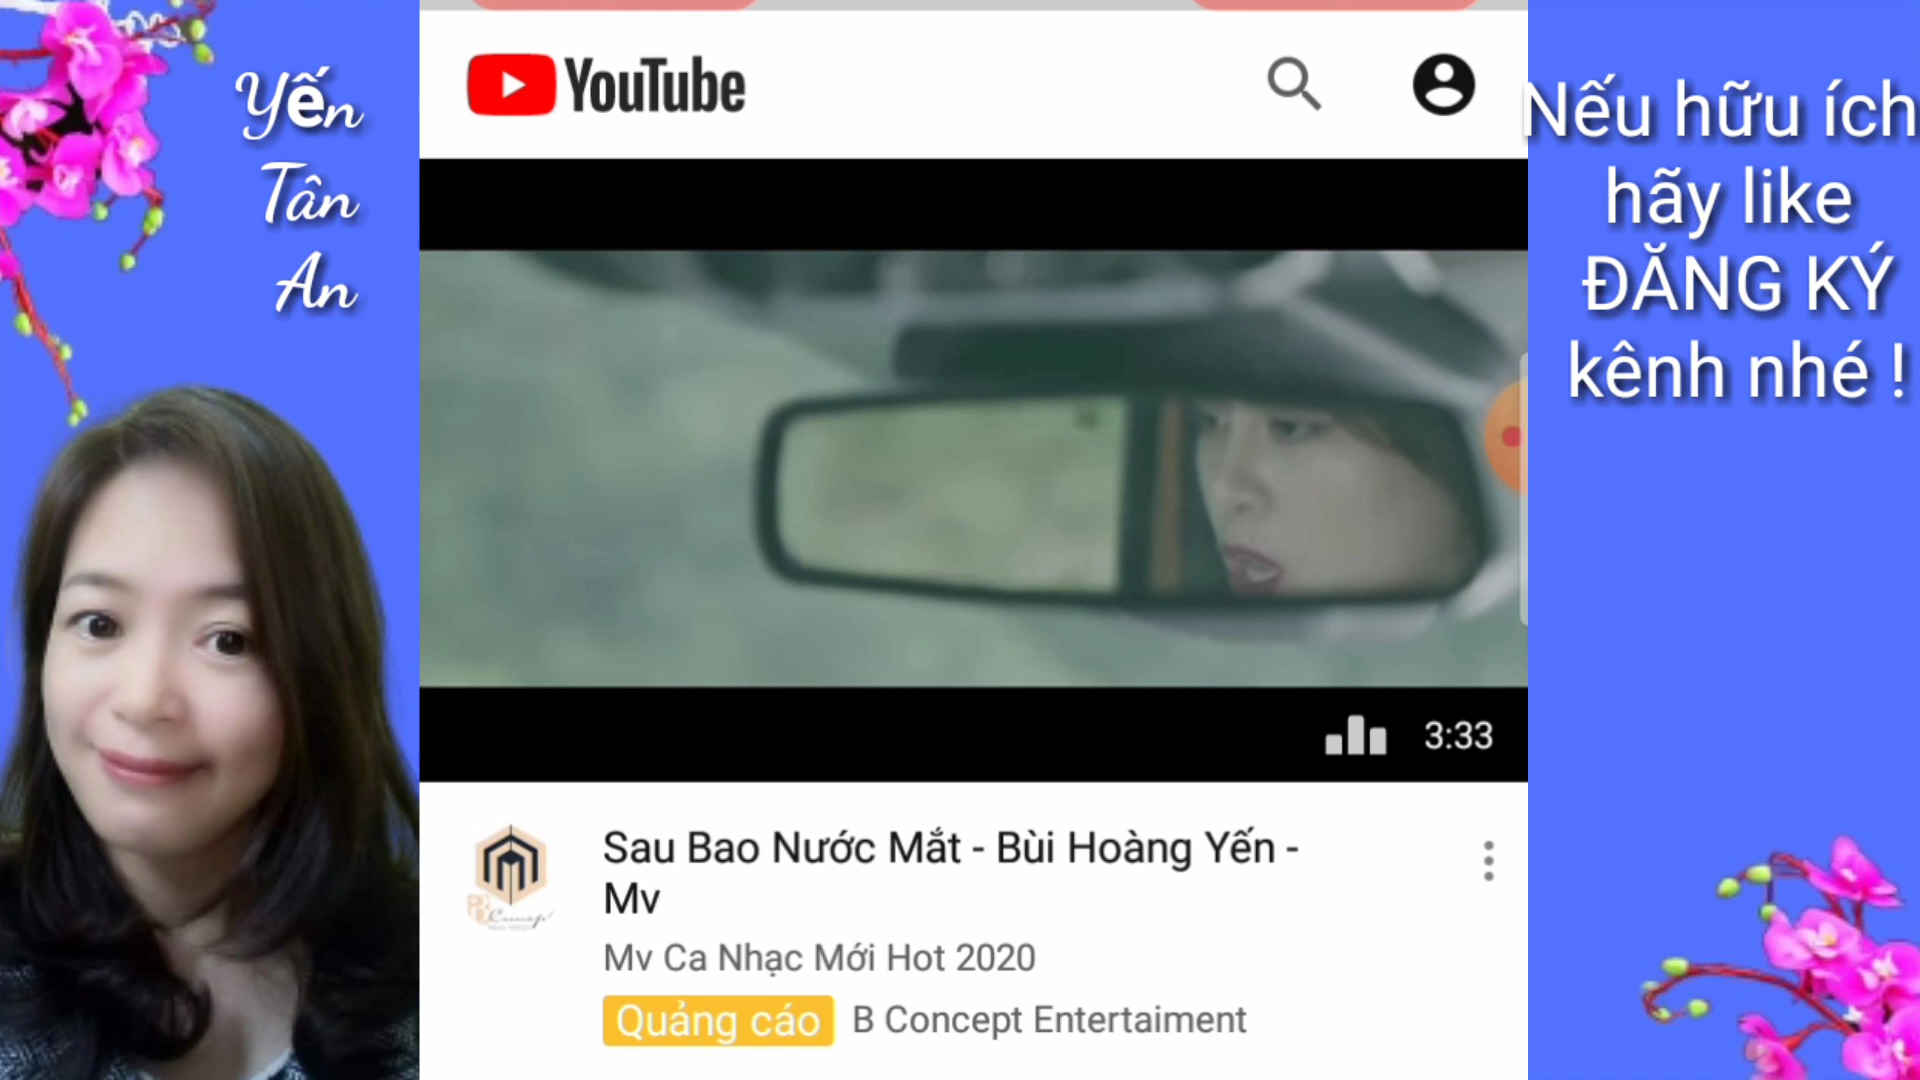 Yến
Tân
An
YouTube
Nếu hữu ích
hãy like
ĐĂNG KÝ
kênh nhé !
3:33
Sau Bao Nước Mắt - Bùi Hoàng Yến -
Mv
Mv Ca Nhạc Mới Hot 2020
Quảng cáo B Concept Entertaiment